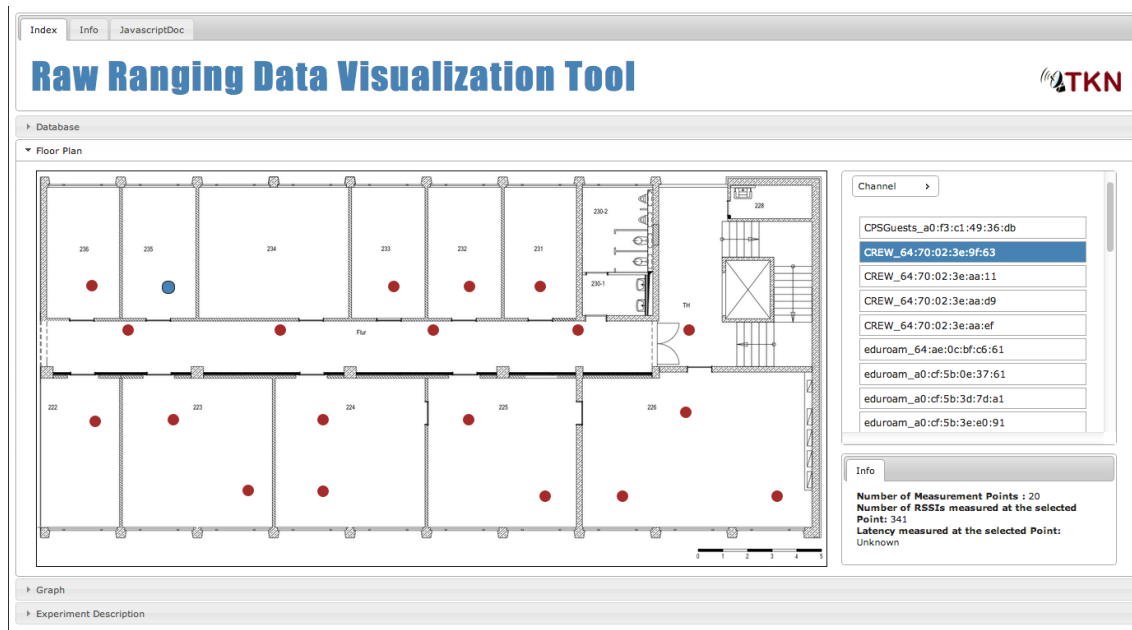 Index Info JavascriptDoc
Raw Ranging Data Visualization Tool
TKN
Database
Floor Plan
236 235 234 233 232 231 230-2 228
230-1
TH
Flur
222 223 224 225 226
0 1 2 3 4 5
Channel >
CPSGuests_a0:f3:c1:49:36:db
CREW_64:70:02:3e:9f:63
CREW_64:70:02:3e:aa:11
CREW_64:70:02:3e:aa:d9
CREW_64:70:02:3e:aa:ef
eduroam_64:ae:0c:bf:c6:61
eduroam_a0:cf:5b:0e:37:61
eduroam_a0:cf:5b:3d:7d:a1
eduroam_a0:cf:5b:3e:e0:91
Info
Number of Measurement Points : 20
Number of RSSIs measured at the selected
Point: 341
Latency measured at the selected Point:
Unknown
Graph
Experiment Description